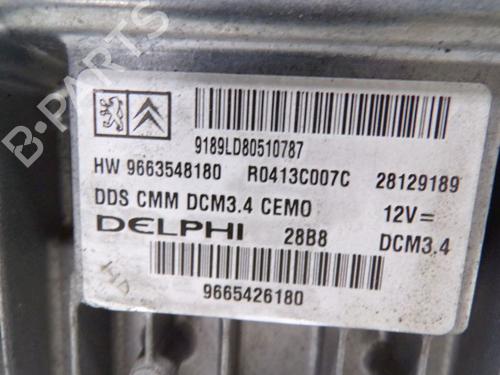 B-PARTS
9189LD80510787
HW 9663548180 R0413C007C 28129189
DDS CMM DCM3.4 CEMO 12V=
DELPHI 28B8 DCM3.4
9665426180